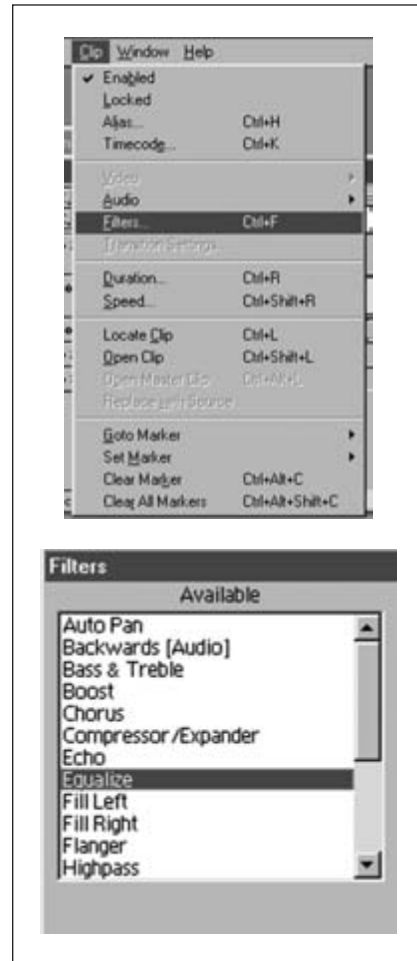 Clip Window Help
✔ Enabled
Locked
Alias... Ctrl+H
Timecode... Ctrl+K
Video
Audio
Filters... Ctrl+F
Transition Settings
Duration... Ctrl+R
Speed... Ctrl+Shift+R
Locate Clip Ctrl+L
Open Clip Ctrl+Shift+L
Open Master Clip Ctrl+Alt+L
Replace with Source
Goto Marker
Set Marker
Clear Marker Ctrl+Alt+C
Clear All Markers Ctrl+Alt+Shift+C
Filters
Available
Auto Pan
Backwards [Audio]
Bass & Treble
Boost
Chorus
Compressor/Expander
Echo
Equalize
Fill Left
Fill Right
Flanger
Highpass